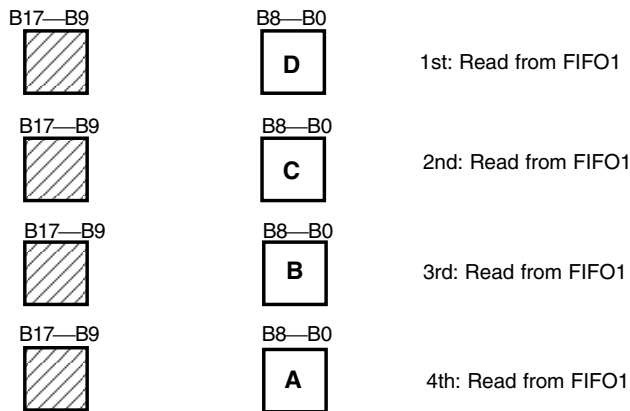 B17—B9 B8—B0
D 1st: Read from FIFO1
B17—B9 B8—B0
C 2nd: Read from FIFO1
B17—B9 B8—B0
B 3rd: Read from FIFO1
B17—B9 B8—B0
A 4th: Read from FIFO1